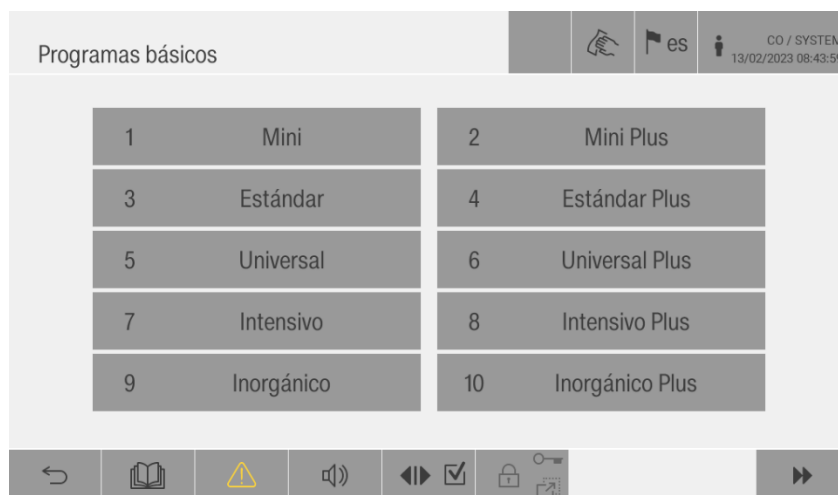 Programas básicos
es
CO / SYSTEM
13/02/2023 08:43:59
1 Mini
2 Mini Plus
3 Estándar
4 Estándar Plus
5 Universal
6 Universal Plus
7 Intensivo
8 Intensivo Plus
9 Inorgánico
10 Inorgánico Plus